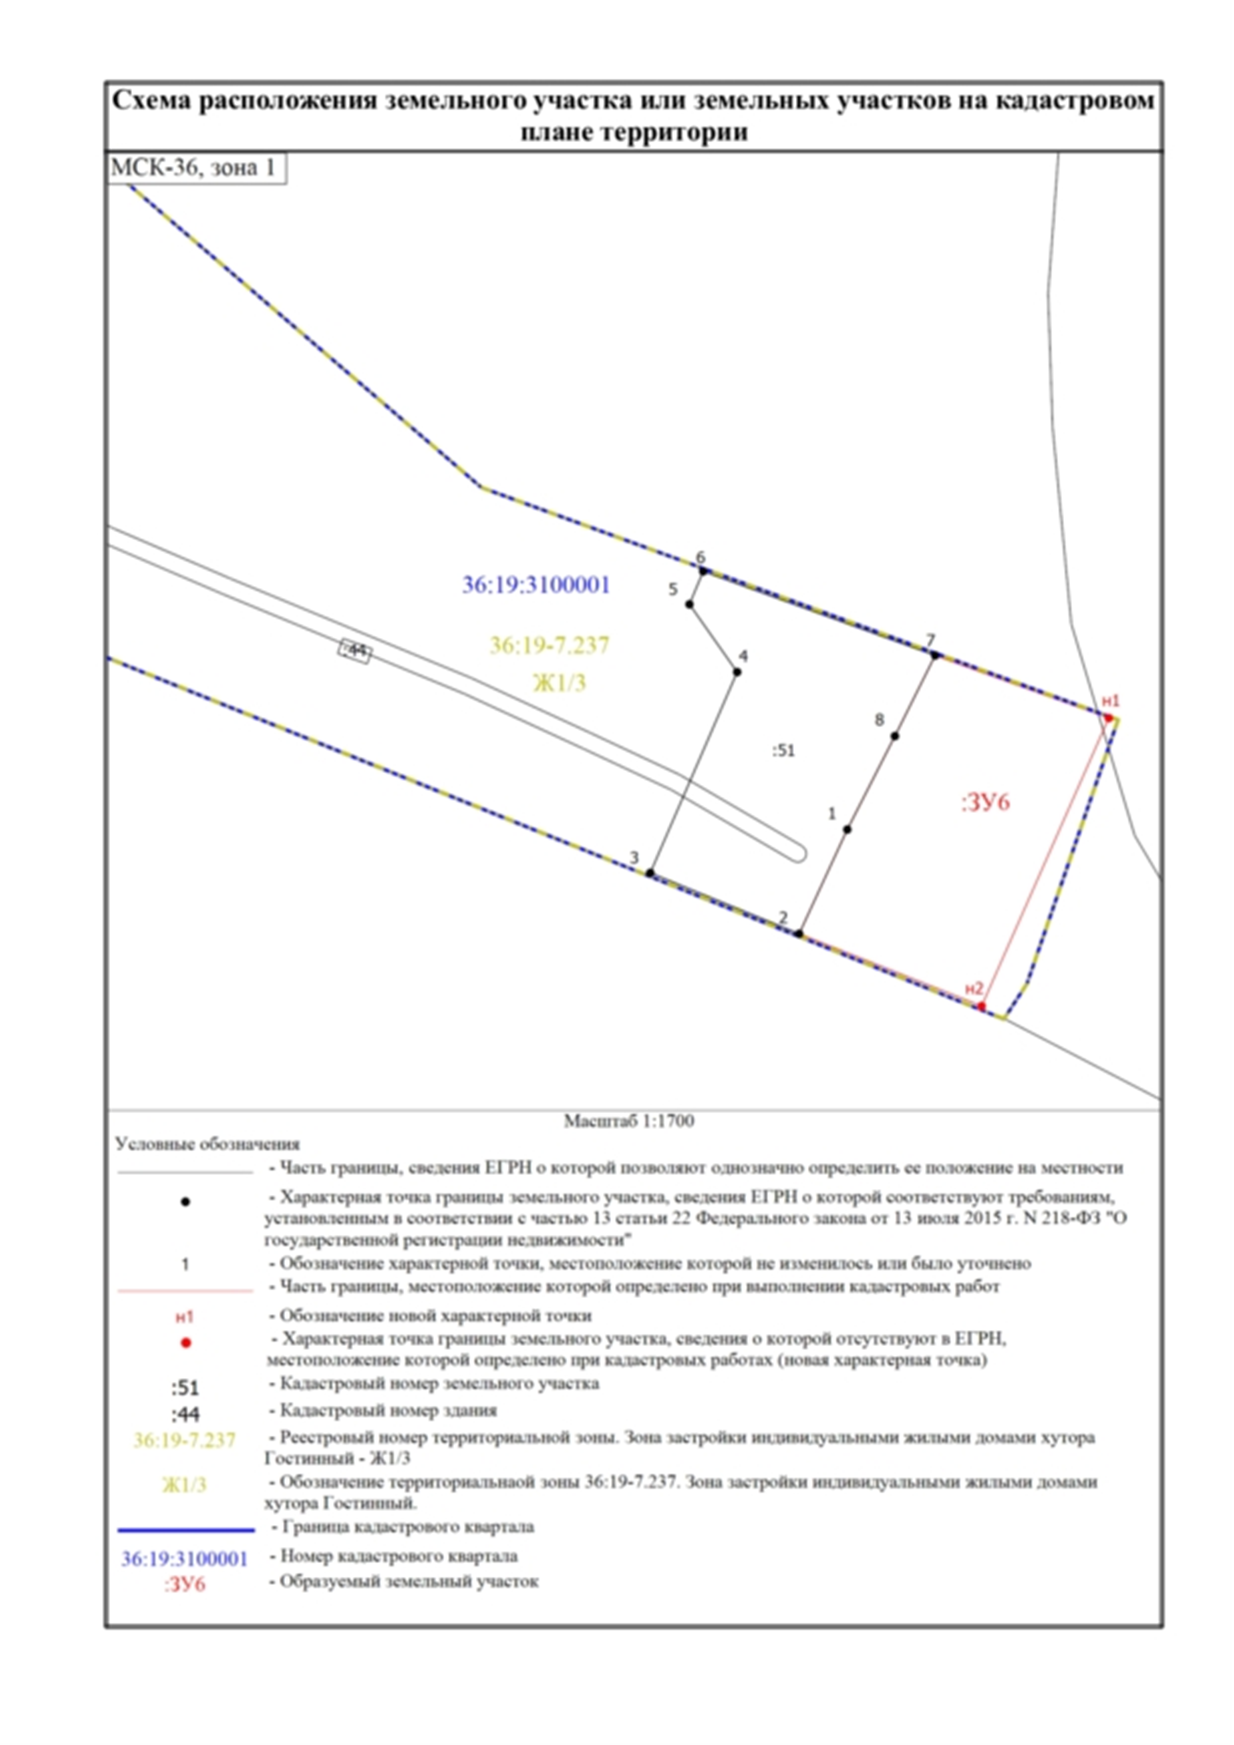 Схема расположения земельного участка или земельных участков на кадастровом
плане территории
МСК-36, зона 1
6
36:19:3100001
5
7
36:19-7.237
4
:44
Ж1/3
н1
8
:51
:ЗУ6
1
3
2
н2
Масштаб 1:1700
Условные обозначения
- Часть границы, сведения ЕГРН о которой позволяют однозначно определить ее положение на местности
- Характерная точка границы земельного участка, сведения ЕГРН о которой соответствуют требованиям,
установленным в соответствии с частью 13 статьи 22 Федерального закона от 13 июля 2015 г. N 218-ФЗ "О
государственной регистрации недвижимости"
1 - Обозначение характерной точки, местоположение которой не изменилось или было уточнено
- Часть границы, местоположение которой определено при выполнении кадастровых работ
н1 - Обозначение новой характерной точки
- Характерная точка границы земельного участка, сведения о которой отсутствуют в ЕГРН,
местоположение которой определено при кадастровых работах (новая характерная точка)
:51 - Кадастровый номер земельного участка
:44 - Кадастровый номер здания
36:19-7.237 - Реестровый номер территориальной зоны. Зона застройки индивидуальными жилыми домами хутора
Гостинный - Ж1/3
Ж1/3 - Обозначение территориальнаой зоны 36:19-7.237. Зона застройки индивидуальными жилыми домами
хутора Гостинный.
- Граница кадастрового квартала
36:19:3100001 - Номер кадастрового квартала
:ЗУ6 - Образуемый земельный участок